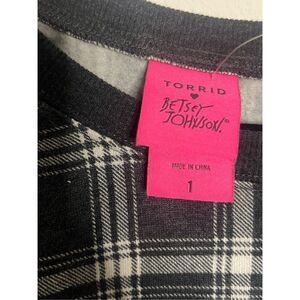 TORRID
BETSEY
JOHNSON.
MADE IN CHINA
1